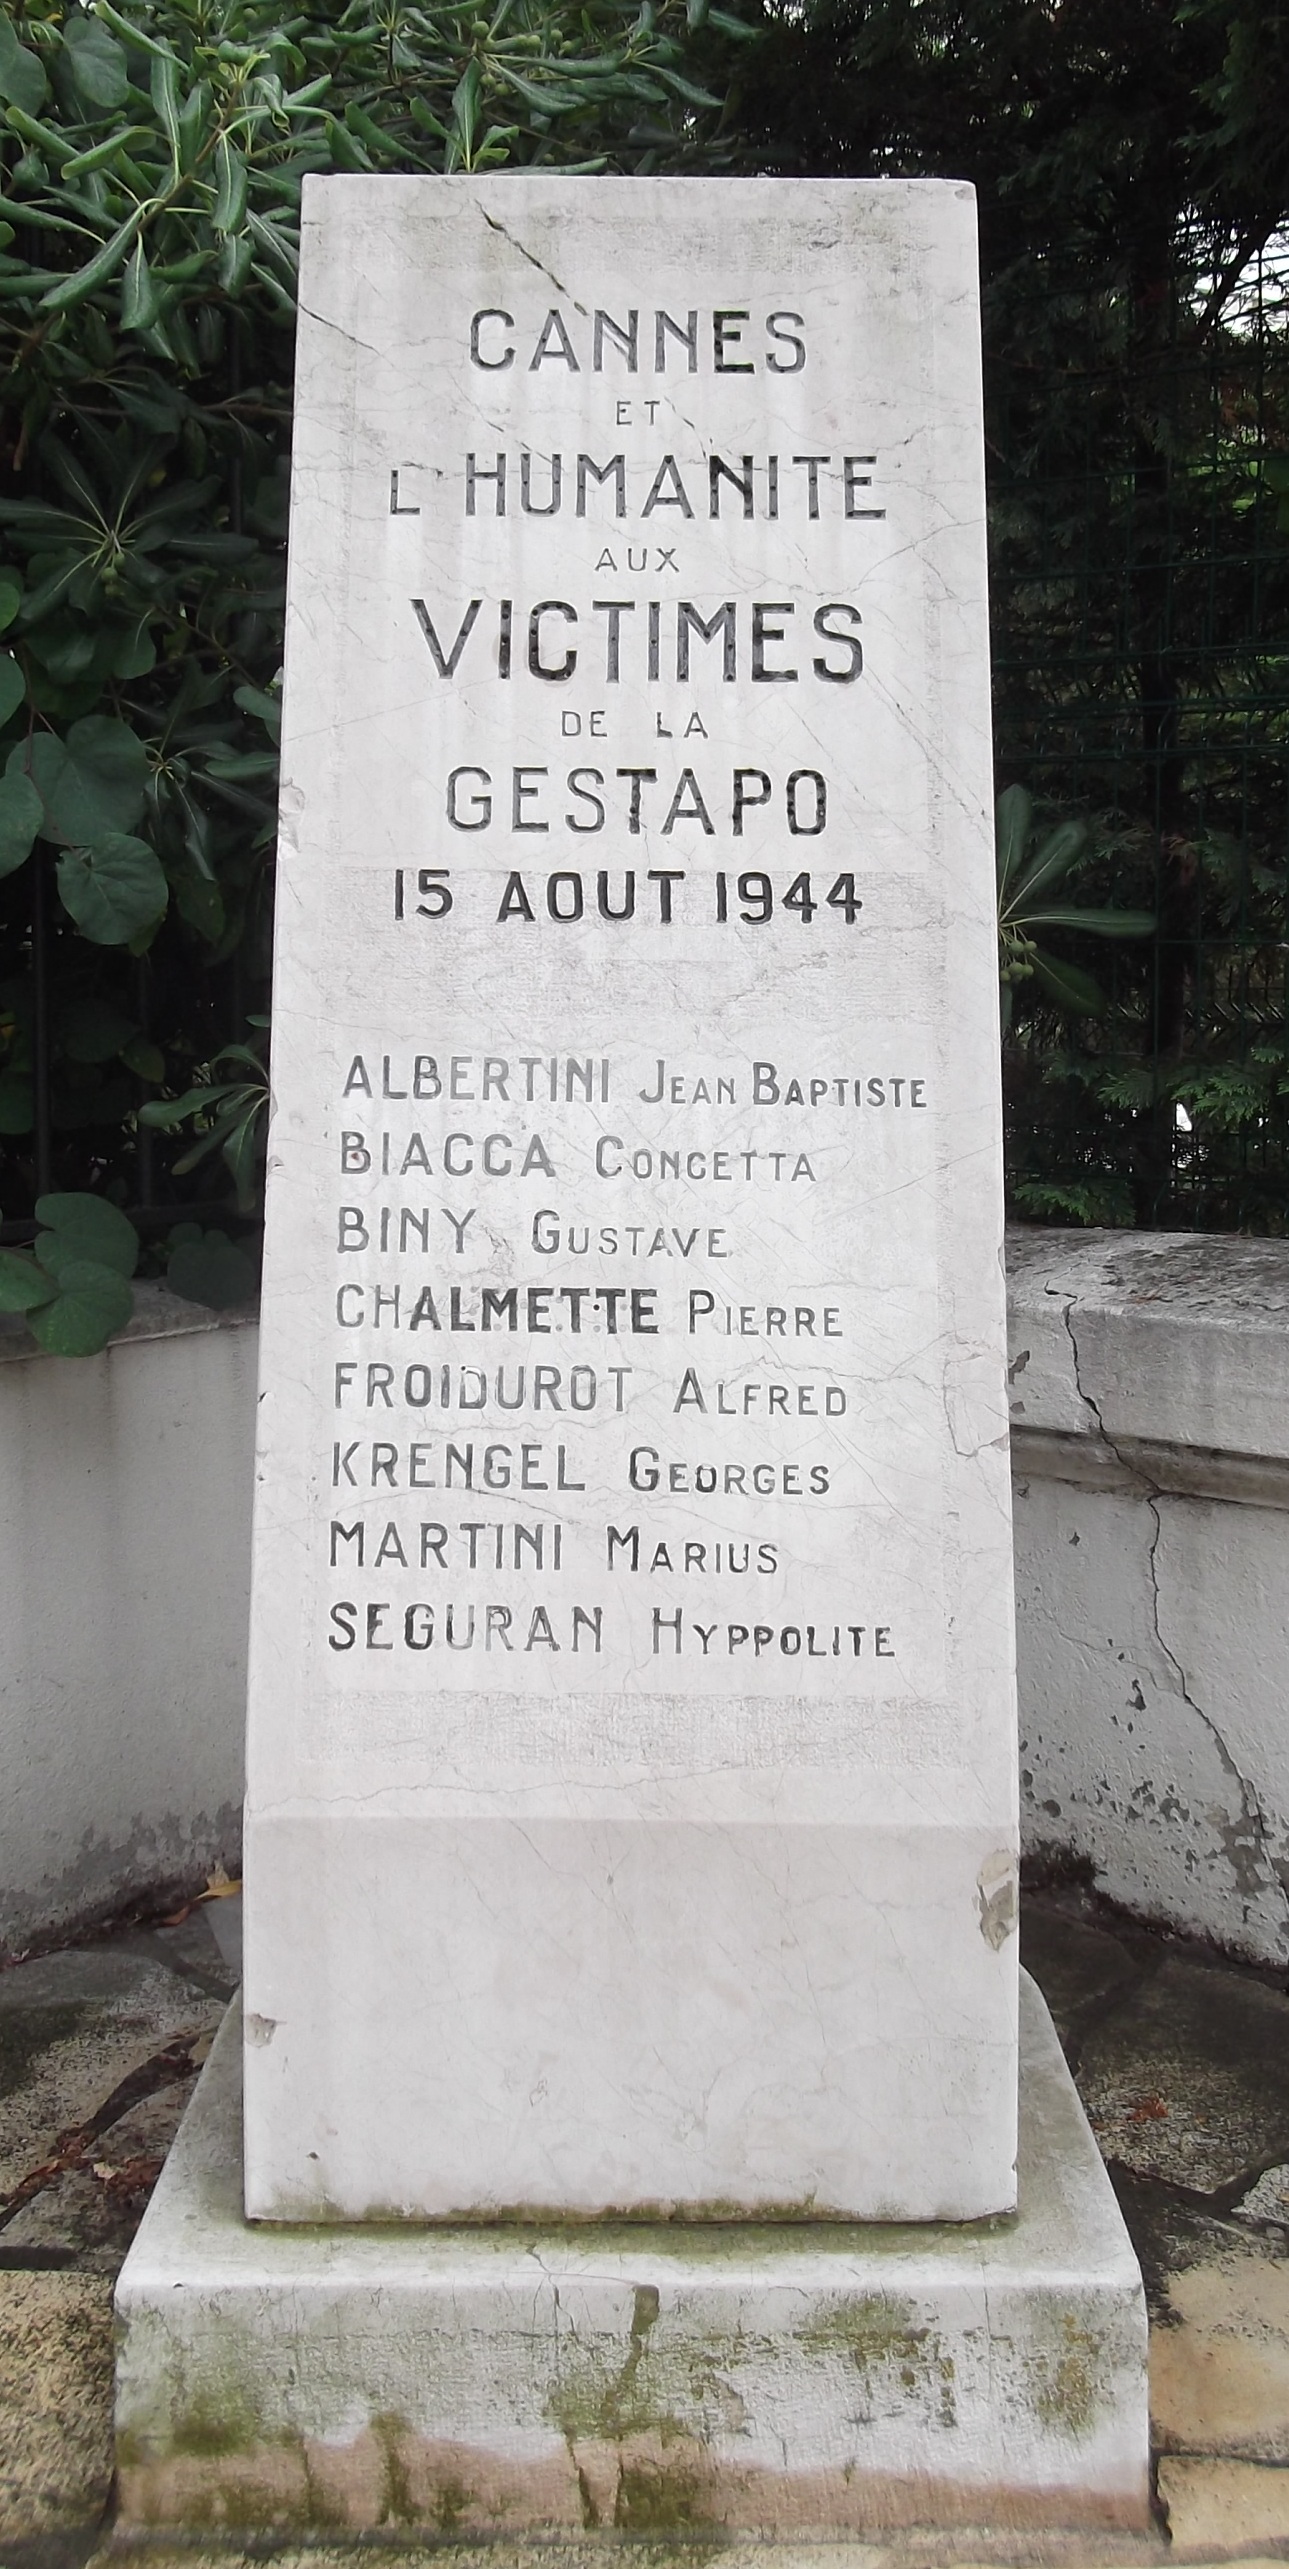 CANNES
ET
L'HUMANITE
AUX
VICTIMES
DE LA
GESTAPO
15 AOUT 1944
ALBERTINI JEAN BAPTISTE
BIACCA CONCETTA
BINY GUSTAVE
CHALMETTE PIERRE
FROIDUROT ALFRED
KRENGEL GEORGES
MARTINI MARIUS
SEGURAN HYPPOLITE